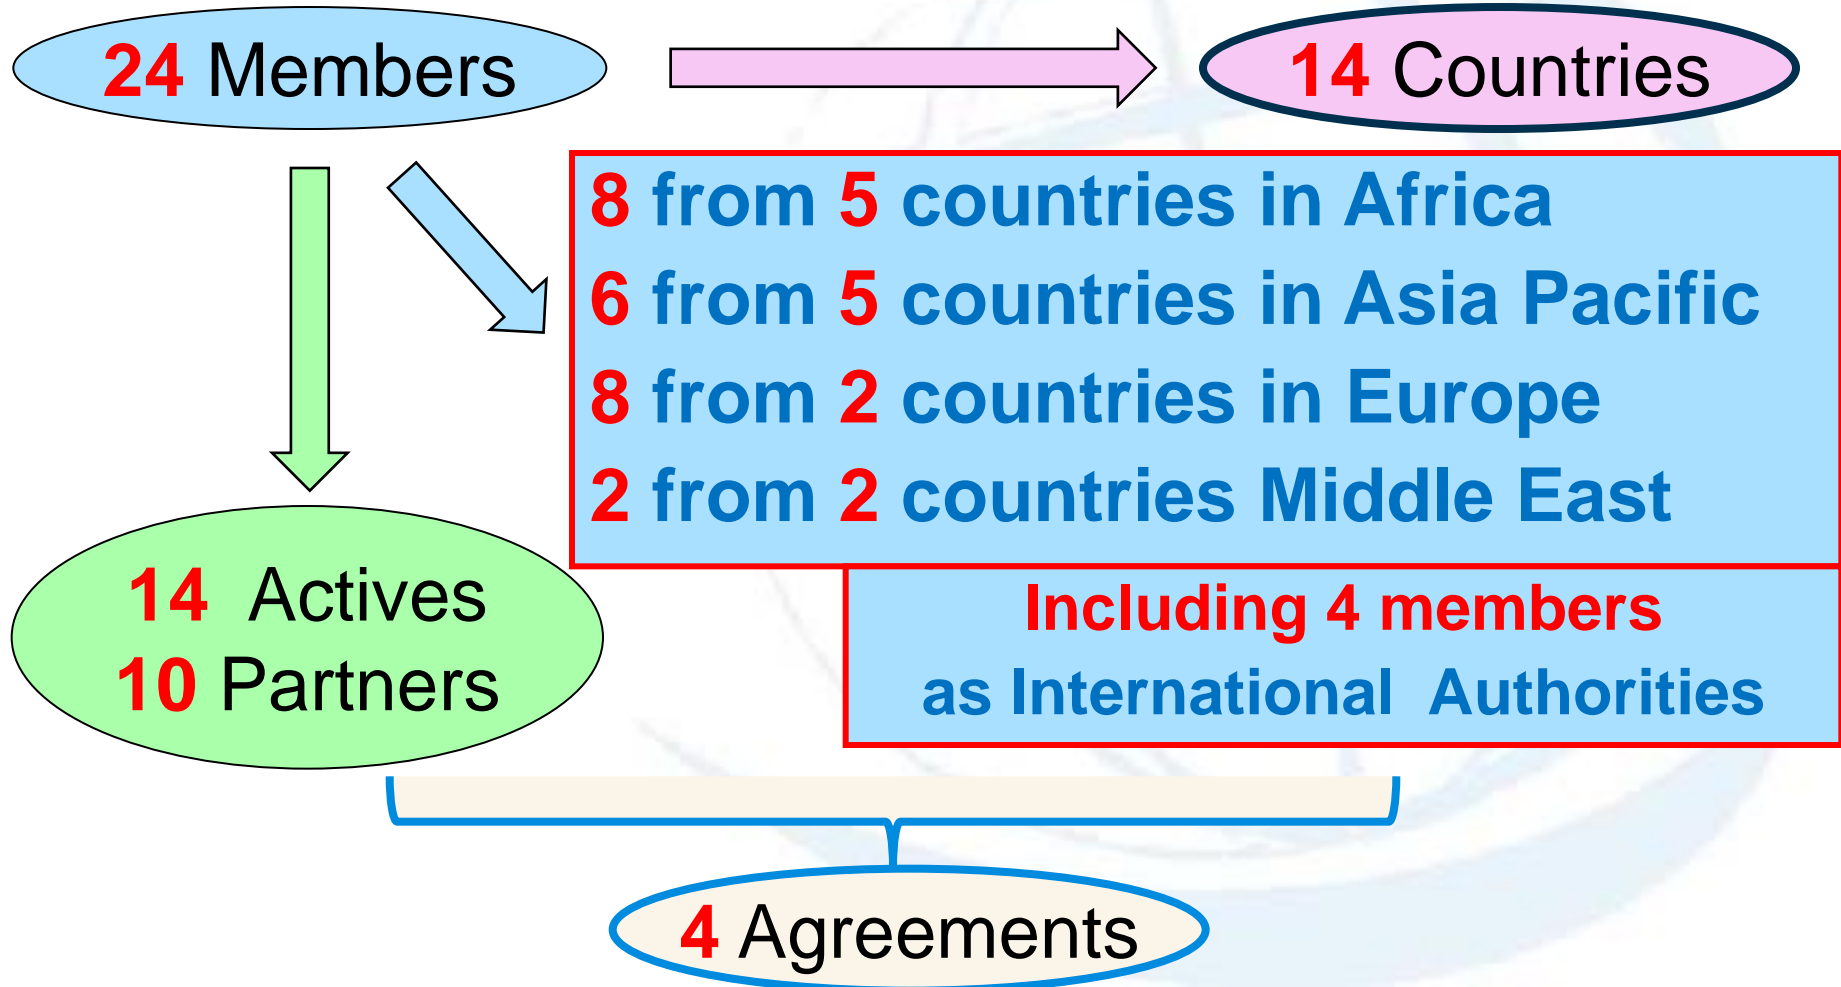 24 Members
14 Countries
8 from 5 countries in Africa
6 from 5 countries in Asia Pacific
8 from 2 countries in Europe
2 from 2 countries Middle East
14 Actives
10 Partners
Including 4 members
as International Authorities
4 Agreements